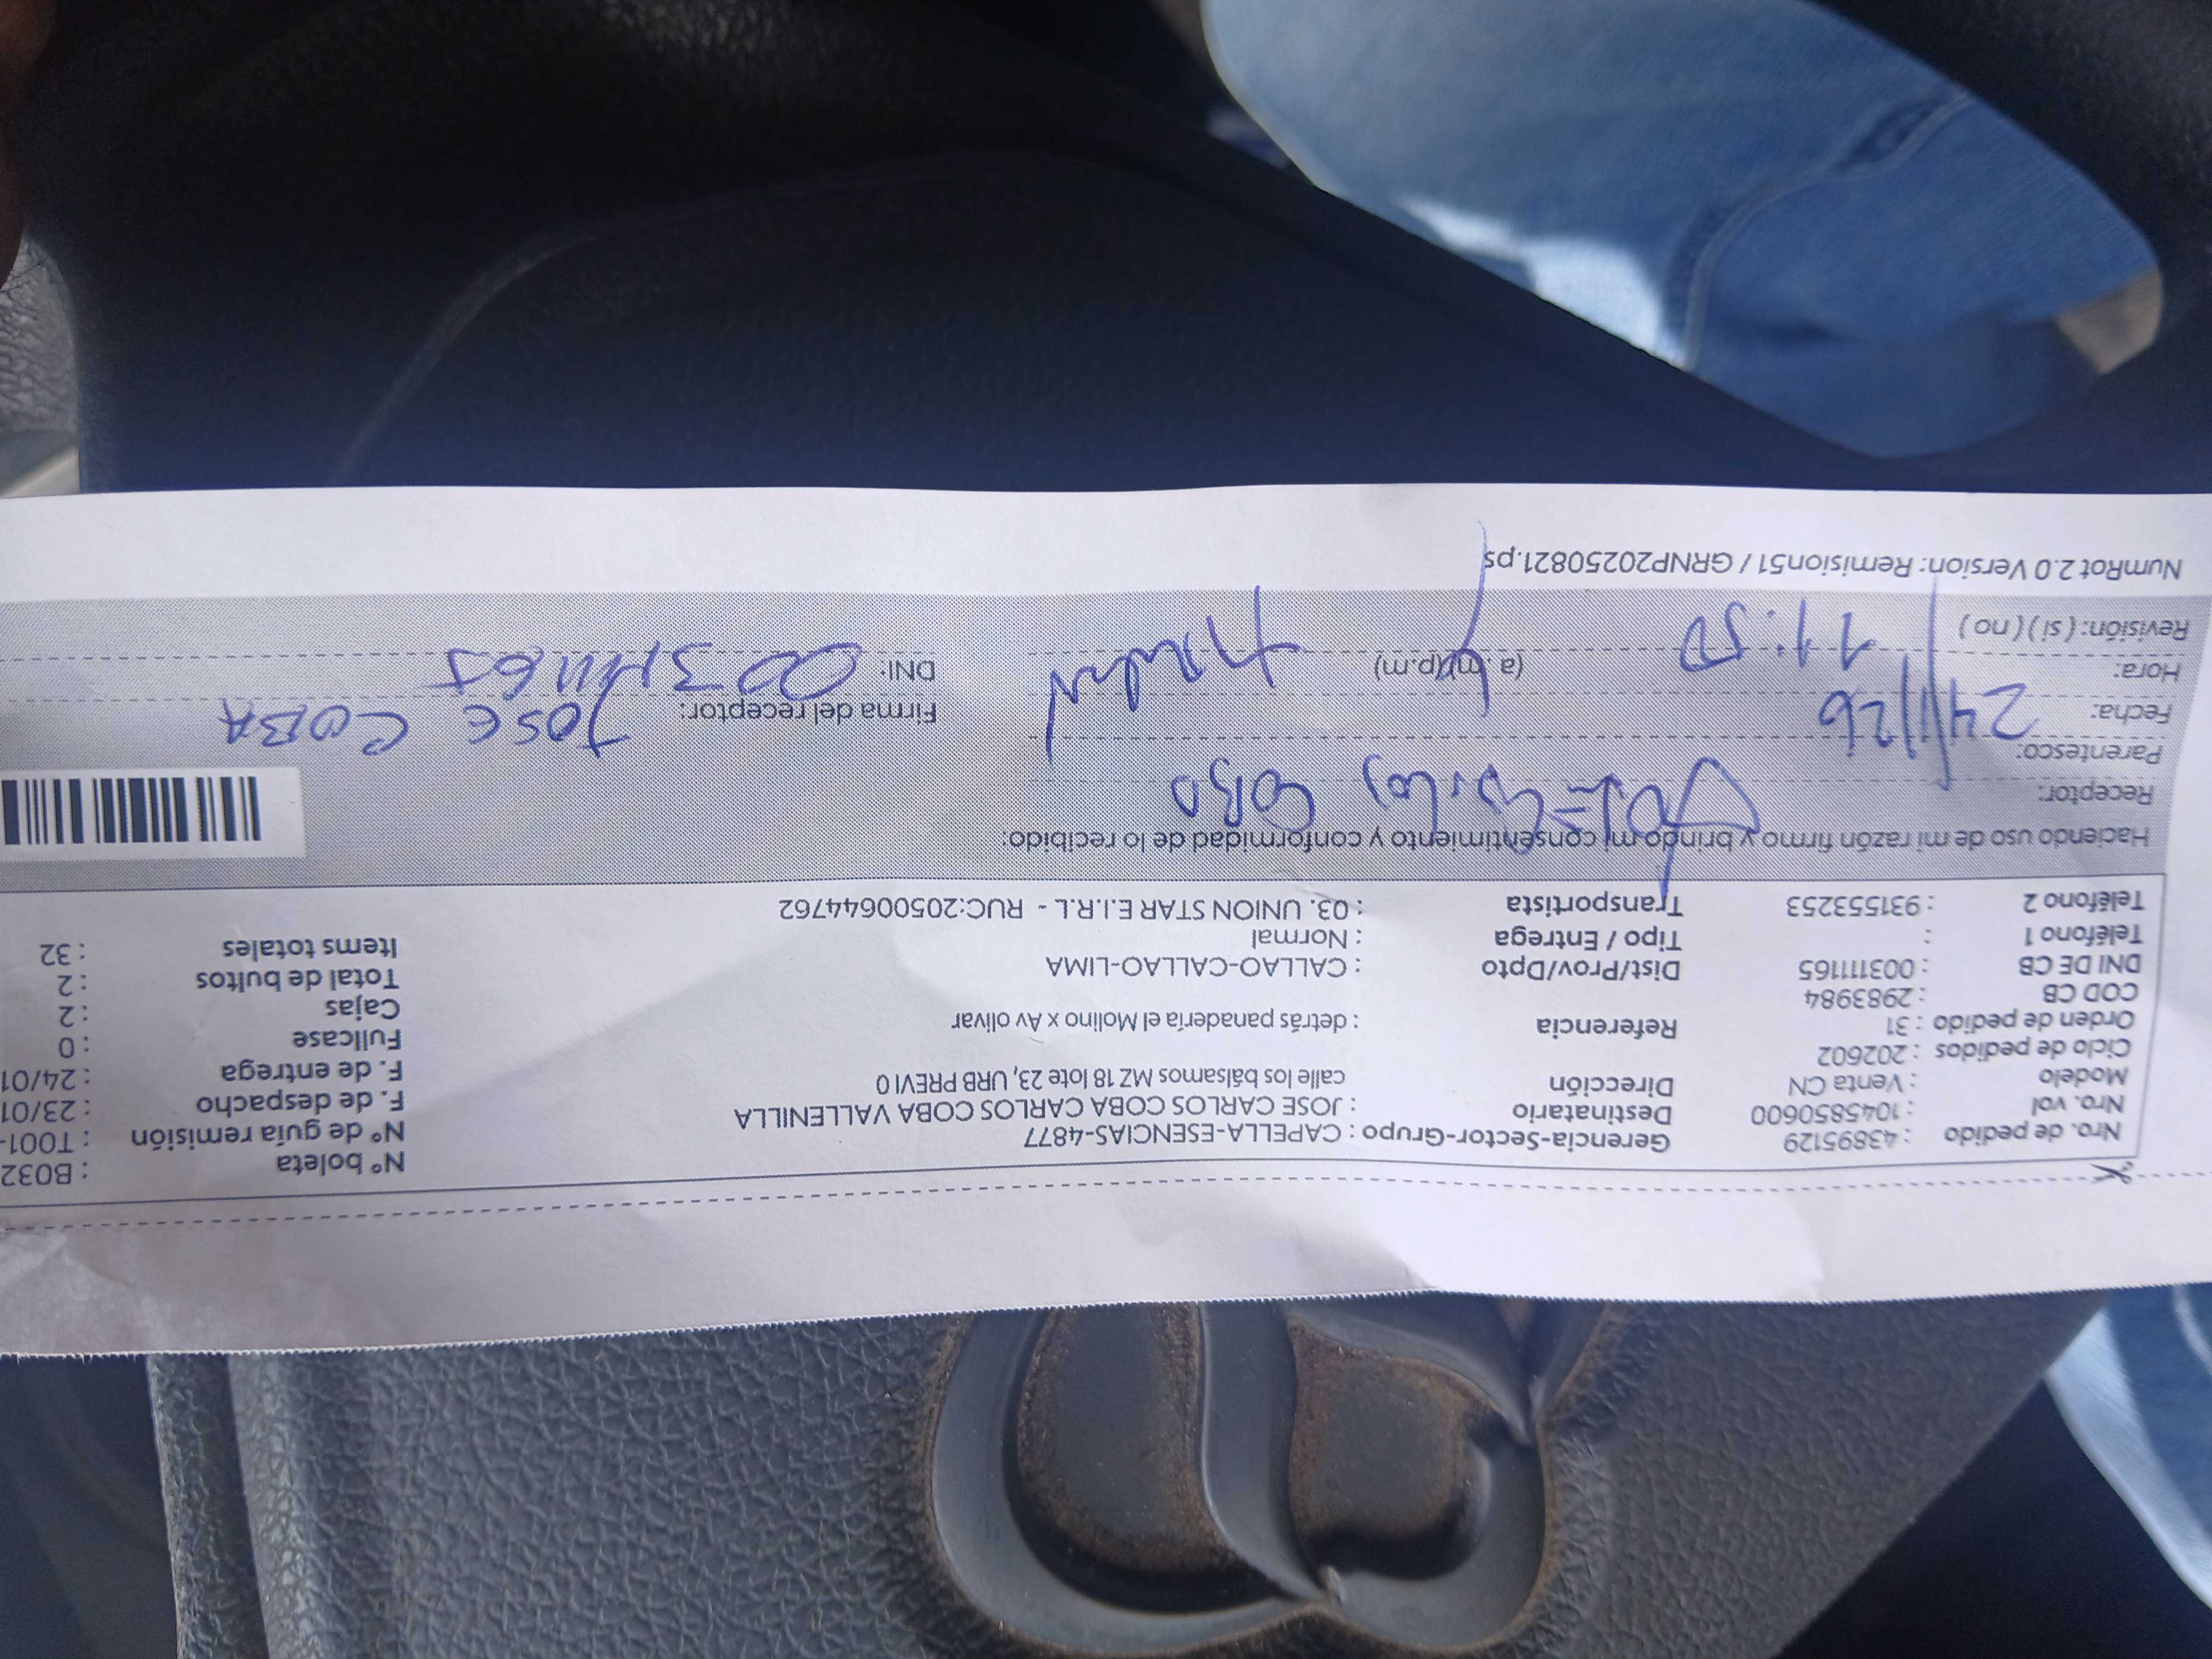 Nro. de pedido : 43895129 Gerencia-Sector-Grupo : CAPELLA-ESENCIAS-4877 N° boleta : B032
Nro. vol : 1045850600 Destinatario : JOSE CARLOS COBA CARLOS COBA VALLENILLA N° de guía remisión : T001-
Modelo : Venta CN Dirección calle los bálsamos MZ 18 lote 23, URB PREVI 0 F. de despacho : 23/01
Ciclo de pedidos : 202602 F. de entrega : 24/01
Orden de pedido : 31 Referencia : detrás panadería el Molino x Av olivar Fullcase : 0
COD CB : 2983984 Cajas : 2
DNI DE CB : 003111165 Dist/Prov/Dpto : CALLAO-CALLAO-LIMA Total de bultos : 2
Teléfono 1 : Tipo / Entrega : Normal Items totales : 32
Teléfono 2 : 931553253 Transportista : 03. UNION STAR E.I.R.L - RUC:20500644762
Haciendo uso de mi razón firmo y brindo mi consentimiento y conformidad de lo recibido:
Receptor: José Carlos Coba
Parentesco:
Fecha: 24/1/26 Firma del receptor: JOSE COBA
Hora: 11:50 (a.m)(p.m) DNI: 003111165
Revisión: (si) (no)
NumRot 2.0 Version: Remision51 / GRNP20250821.ps